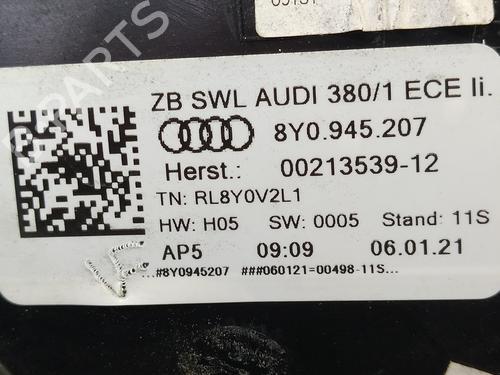 ZB SWL AUDI 380/1 ECE li.
8Y0.945.207
Herst.: 00213539-12
TN: RL8Y0V2L1
HW: H05 SW: 0005 Stand: 11S
AP5 09:09 06.01.21
...#8Y0945207 ###060121=00498-11S...